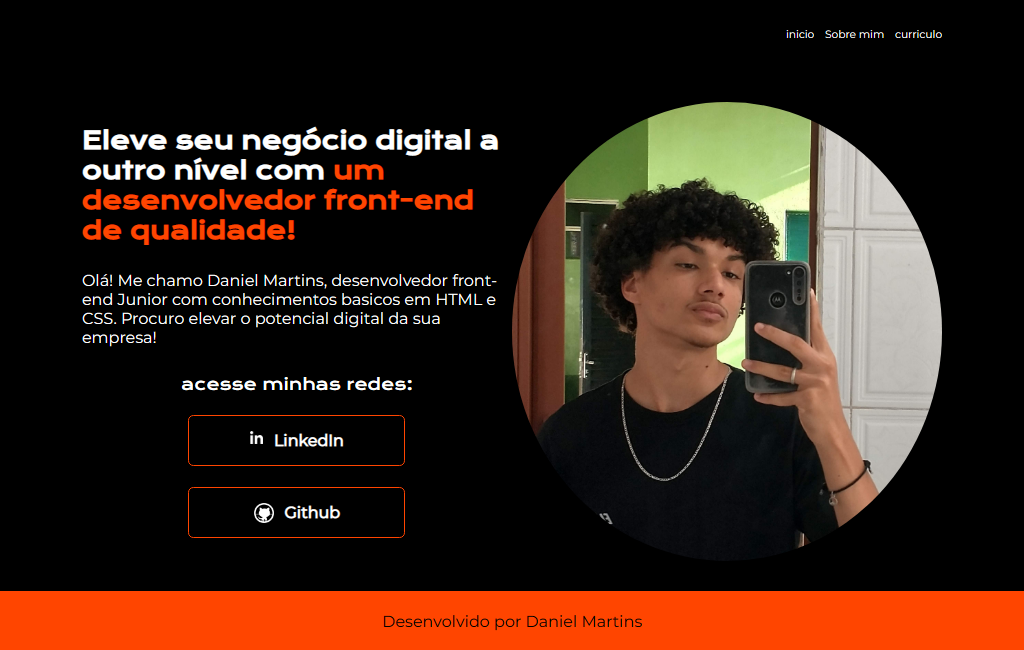 inicio Sobre mim curriculo
Eleve seu negócio digital a
outro nível com um
desenvolvedor front-end
de qualidade!
Olá! Me chamo Daniel Martins, desenvolvedor front-
end Junior com conhecimentos basicos em HTML e
CSS. Procuro elevar o potencial digital da sua
empresa!
acesse minhas redes:
in LinkedIn
Github
Desenvolvido por Daniel Martins